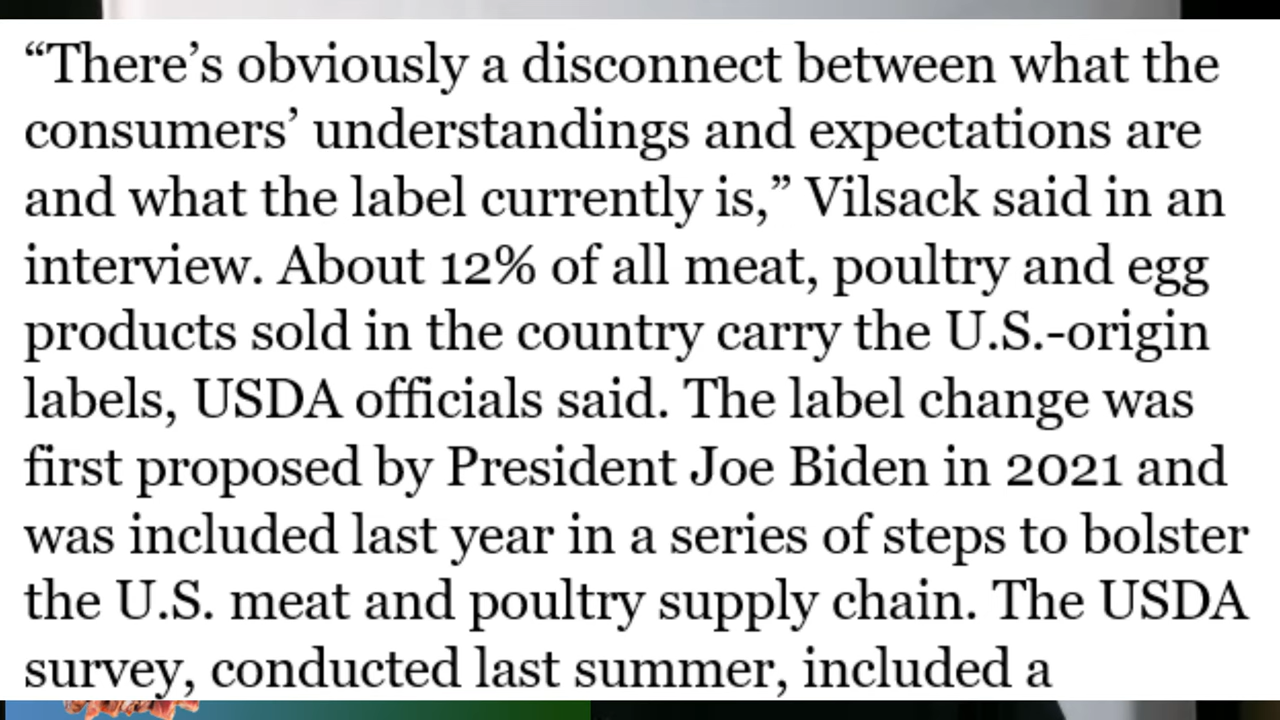 “There’s obviously a disconnect between what the
consumers’ understandings and expectations are
and what the label currently is,” Vilsack said in an
interview. About 12% of all meat, poultry and egg
products sold in the country carry the U.S.-origin
labels, USDA officials said. The label change was
first proposed by President Joe Biden in 2021 and
was included last year in a series of steps to bolster
the U.S. meat and poultry supply chain. The USDA
survey, conducted last summer, included a